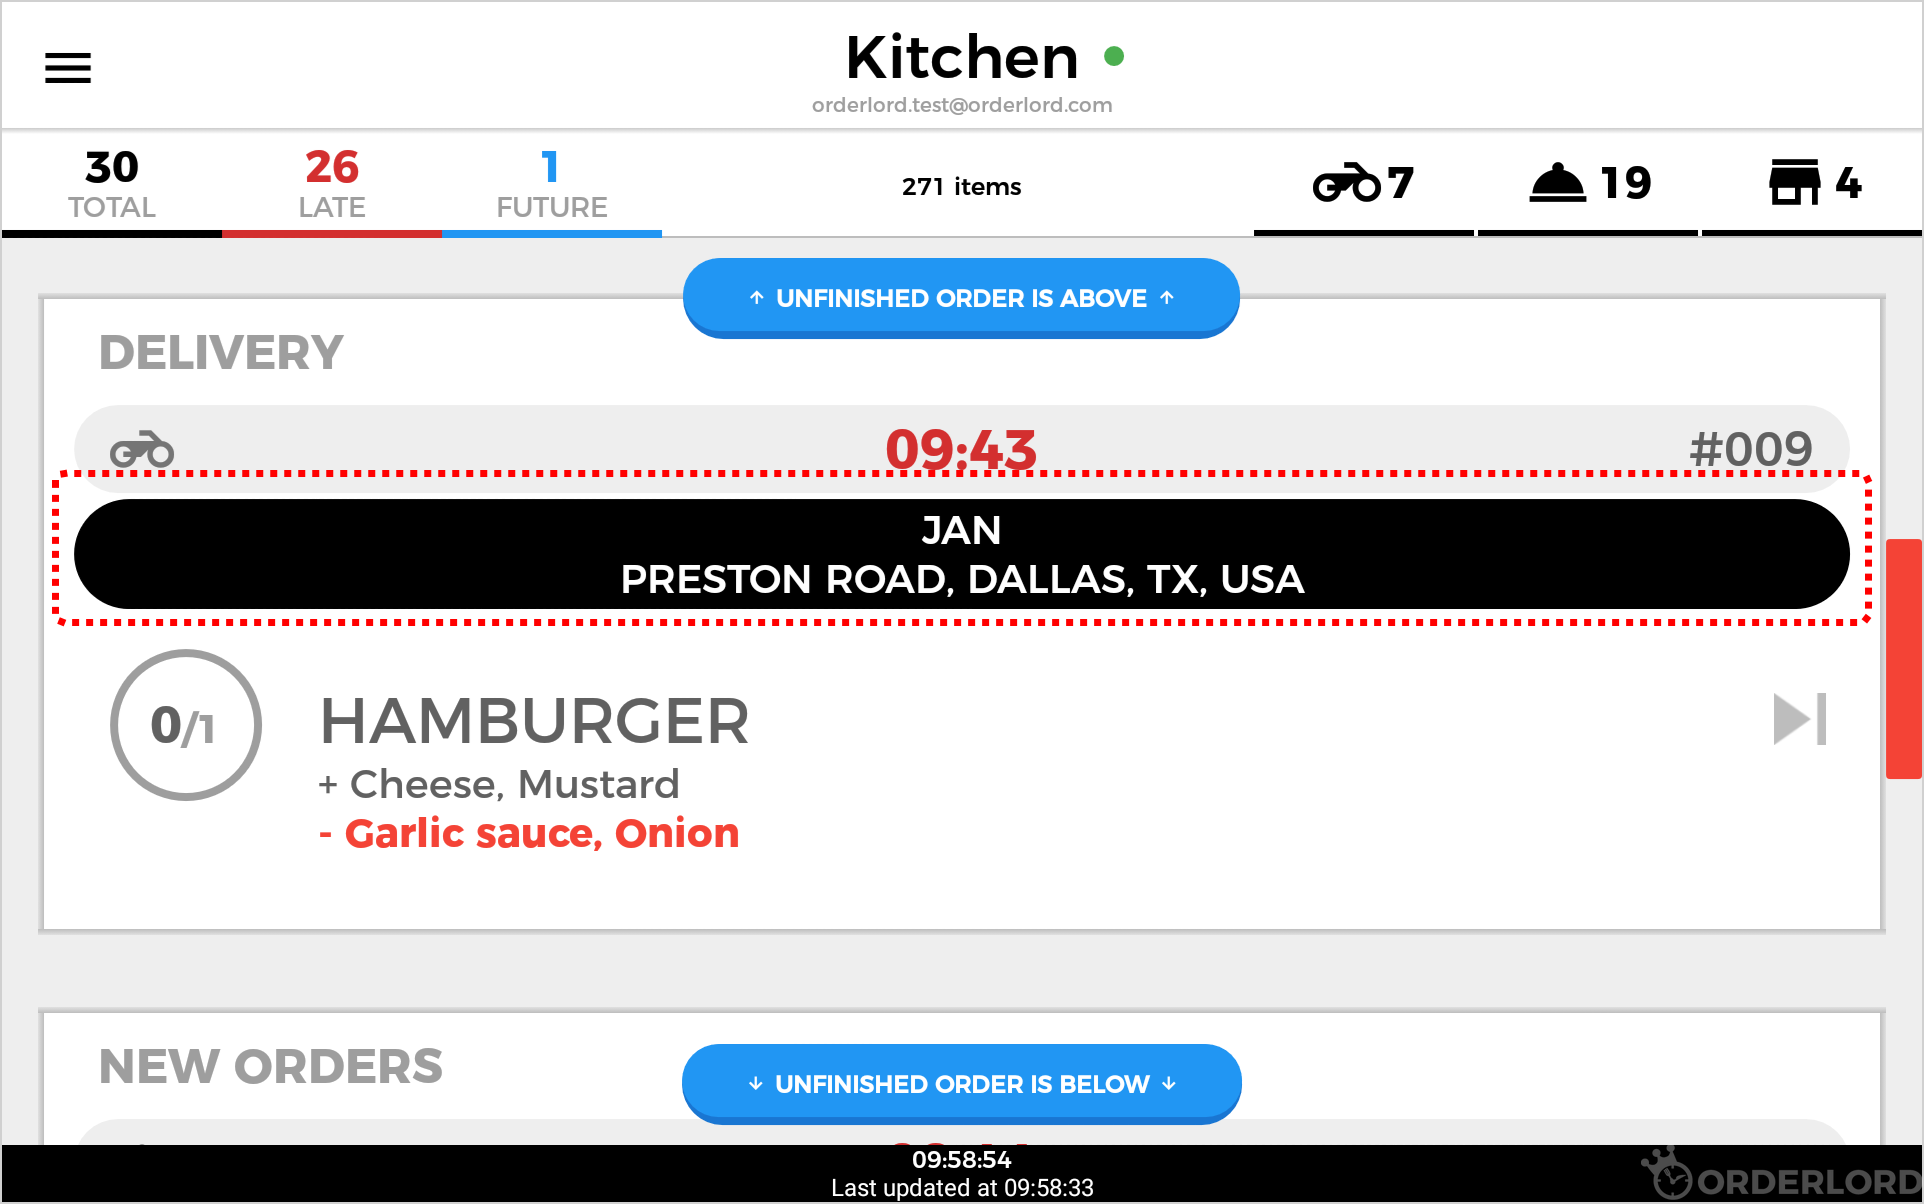 Kitchen
orderlord.test@orderlord.com
30
TOTAL
26
LATE
1
FUTURE
271 items
7
19
4
↑ UNFINISHED ORDER IS ABOVE ↑
DELIVERY
09:43
#009
JAN
PRESTON ROAD, DALLAS, TX, USA
0/1
HAMBURGER
+ Cheese, Mustard
- Garlic sauce, Onion
NEW ORDERS
↓ UNFINISHED ORDER IS BELOW ↓
09:58:54
Last updated at 09:58:33
ORDERLORD